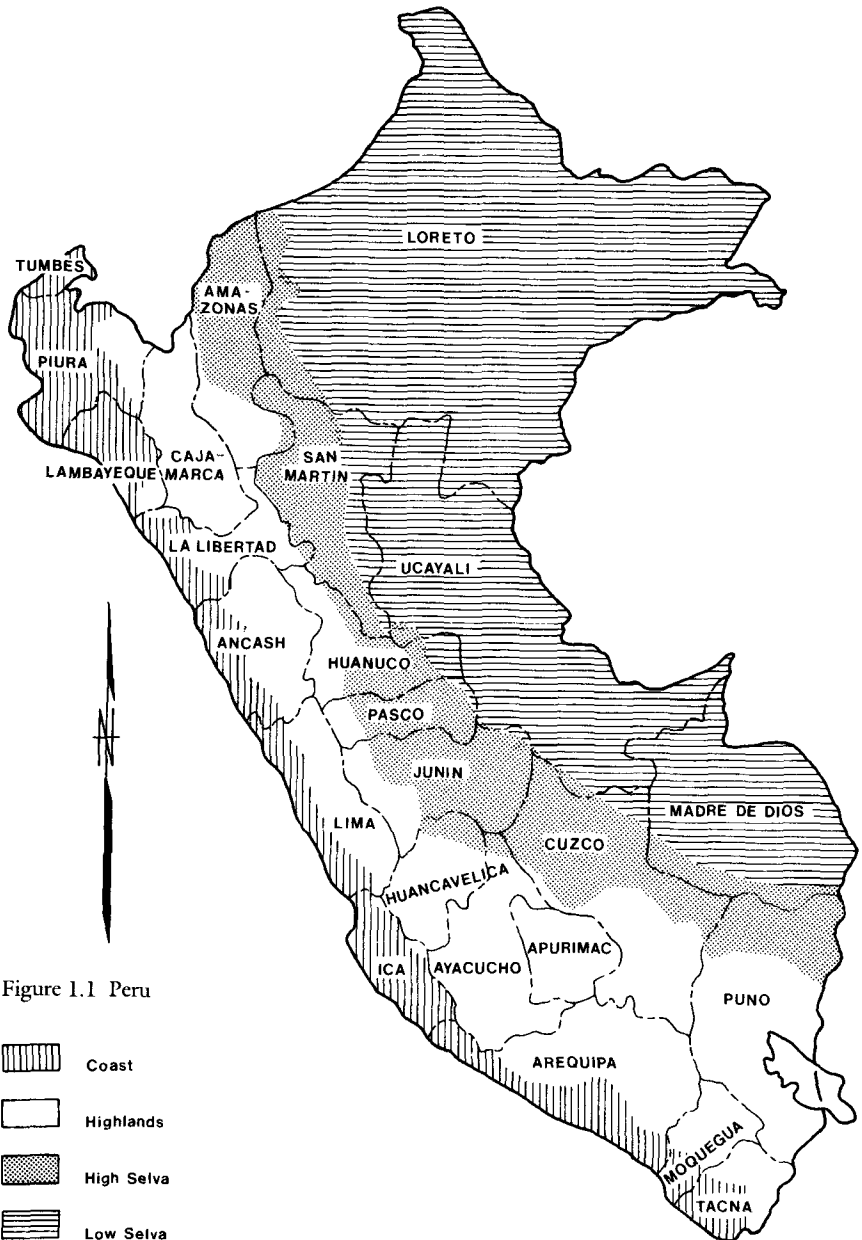 LORETO
TUMBES
AMA-
ZONAS
PIURA
SAN
MARTIN
CAJA-
MARCA
LAMBAYEQUE
LA LIBERTAD
UCAYALI
ANCASH
HUANUCO
PASCO
N
JUNIN
MADRE DE DIOS
LIMA
CUZCO
HUANCAVELICA
APURIMAC
ICA
AYACUCHO
Figure 1.1 Peru
PUNO
Coast
AREQUIPA
Highlands
MOQUEGUA
High Selva
TACNA
Low Selva